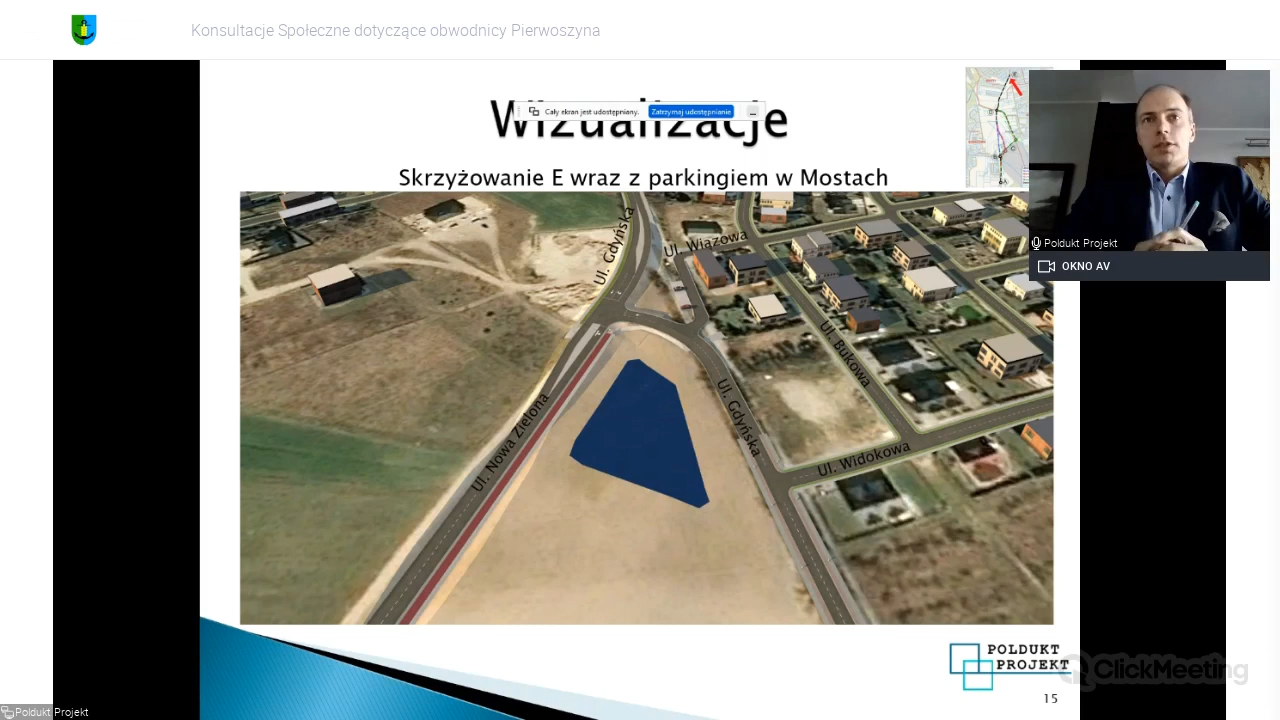 Konsultacje Społeczne dotyczące obwodnicy Pierwoszyna
Cały ekran jest udostępniany.
Zatrzymaj udostępnianie
Wizualizacje
Skrzyżowanie E wraz z parkingiem w Mostach
Poldukt Projekt
OKNO AV
Ul. Gdyńska
Ul. Wiązowa
Ul. Bukowa
Ul. Gdyńska
Ul. Nowa Zielona
Ul. Widokowa
POLDUKT
PROJEKT
ClickMeeting
15
Poldukt Projekt